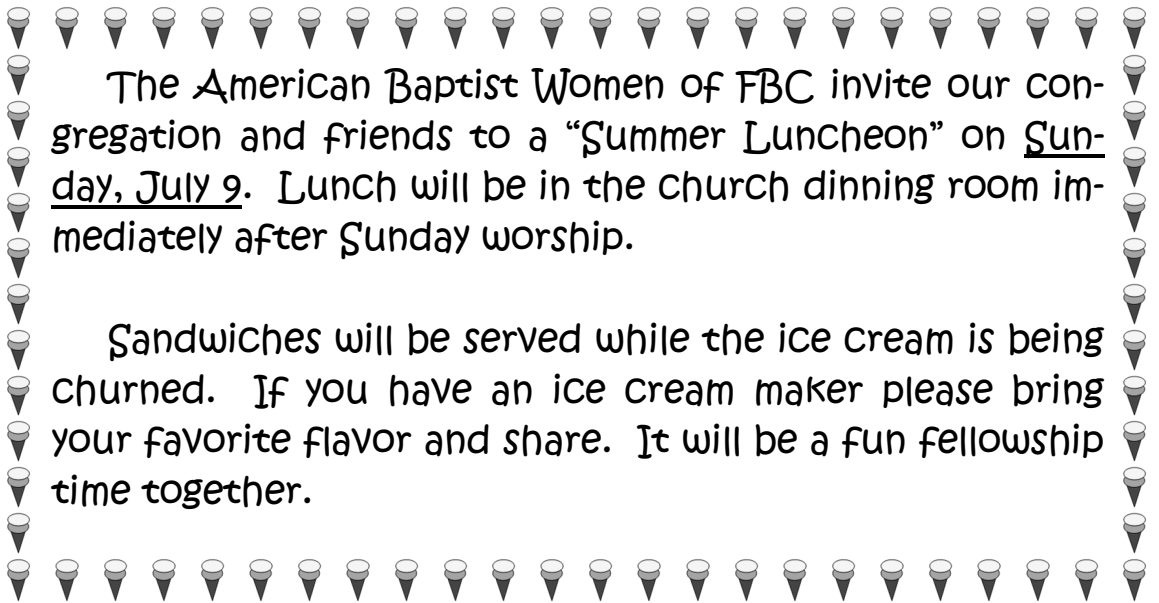 The American Baptist Women of FBC invite our con-
gregation and friends to a “Summer Luncheon” on Sun-
day, July 9.  Lunch will be in the church dinning room im-
mediately after Sunday worship.
Sandwiches will be served while the ice cream is being
churned.  If you have an ice cream maker please bring
your favorite flavor and share.  It will be a fun fellowship
time together.